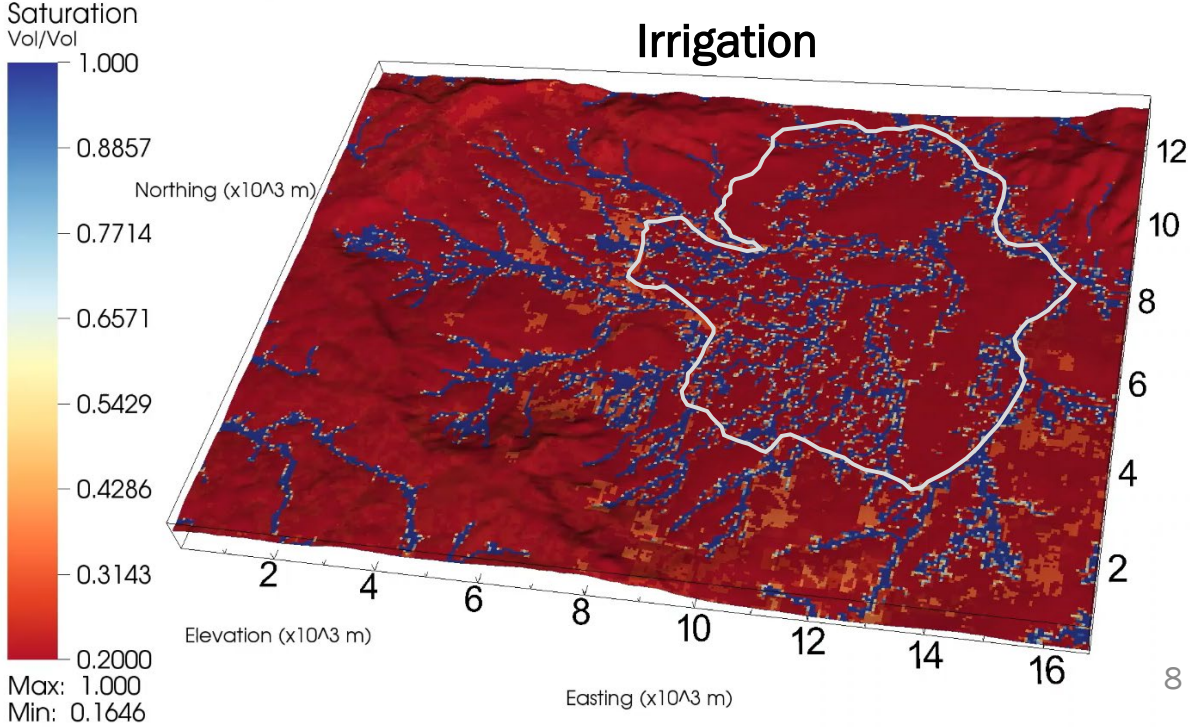 Saturation
Vol/Vol
1.000
0.8857
0.7714
0.6571
0.5429
0.4286
0.3143
0.2000
Max: 1.000
Min: 0.1646
Irrigation
Northing (x10^3 m)
12
10
8
6
4
2
2
4
6
8
10
12
14
16
Elevation (x10^3 m)
Easting (x10^3 m)
8